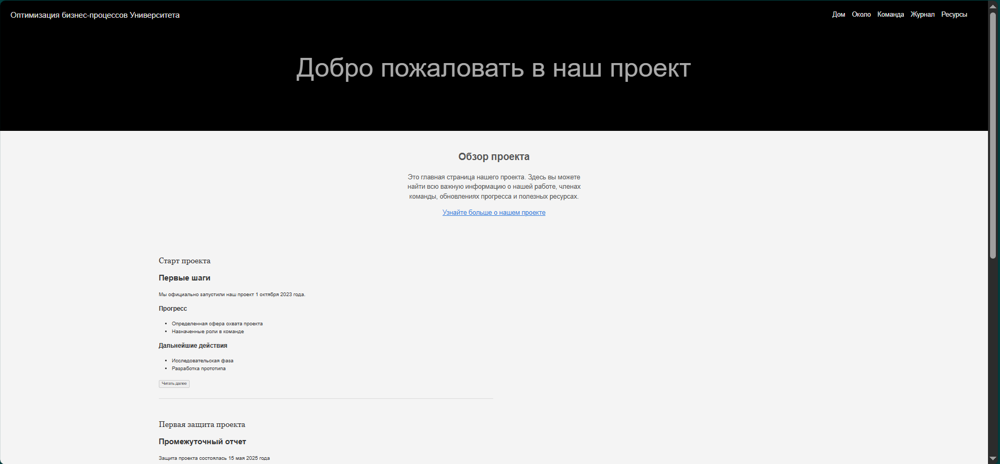 Оптимизация бизнес-процессов Университета
Дом Около Команда Журнал Ресурсы
Добро пожаловать в наш проект
Обзор проекта
Это главная страница нашего проекта. Здесь вы можете
найти всю важную информацию о нашей работе, членах
команды, обновлениях прогресса и полезных ресурсах.
Узнайте больше о нашем проекте
Старт проекта
Первые шаги
Мы официально запустили наш проект 1 октября 2023 года.
Прогресс
• Определенная сфера охвата проекта
• Назначенные роли в команде
Дальнейшие действия
• Исследовательская фаза
• Разработка прототипа
Читать далее
Первая защита проекта
Промежуточный отчет
Защита проекта состоялась 15 мая 2025 года